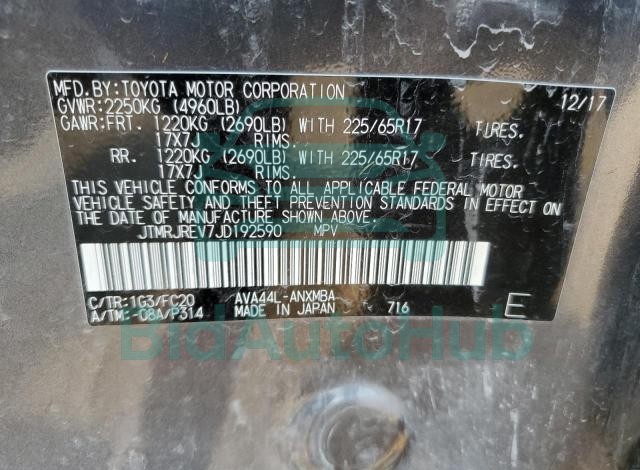 MFD.BY:TOYOTA MOTOR CORPORATION 12/17
GVWR:2250KG (4960LB)
GAWR:FRT. 1220KG (2690LB) WITH 225/65R17 TIRES.
17X7J RIMS.
RR. 1220KG (2690LB) WITH 225/65R17 TIRES.
17X7J RIMS.
THIS VEHICLE CONFORMS TO ALL APPLICABLE FEDERAL MOTOR
VEHICLE SAFETY AND THEFT PREVENTION STANDARDS IN EFFECT ON
THE DATE OF MANUFACTURE SHOWN ABOVE.
JTMRJREV7JD192590 MPV
C/TR:1G3/FC20 AVA44L-ANXMBA
A/TM:-08A/P314 MADE IN JAPAN 716 E
BidAutoHub